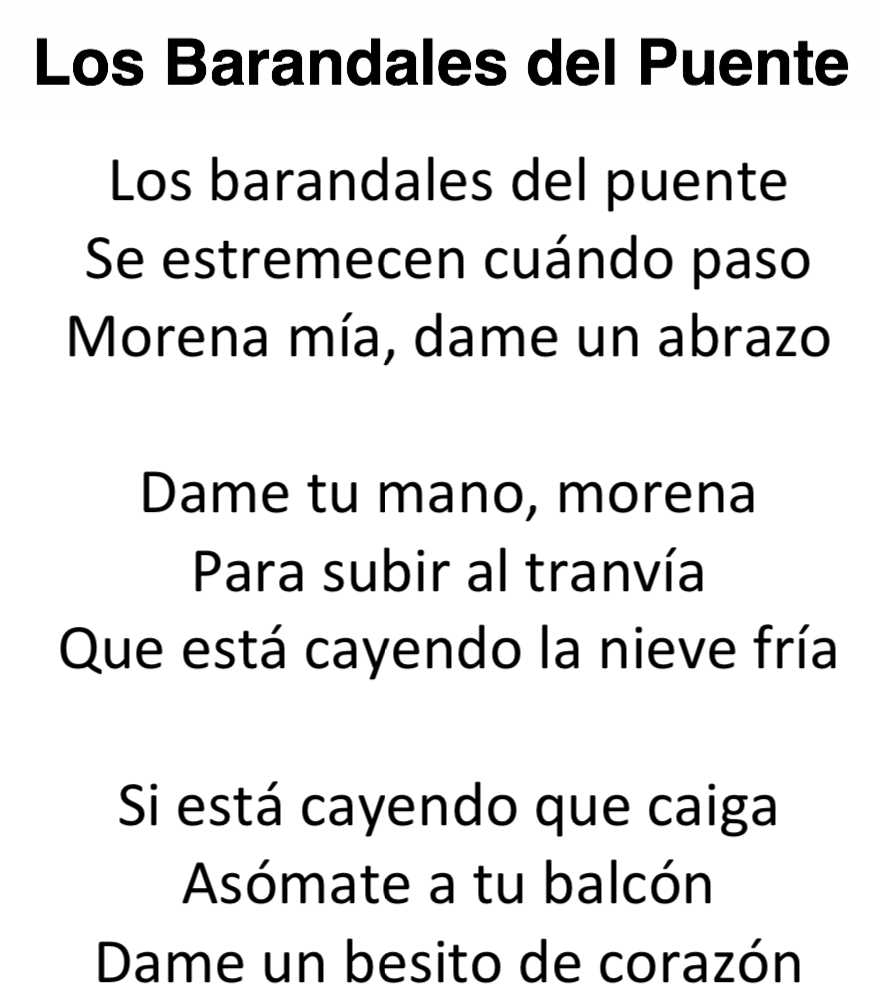 Los Barandales del Puente
Los barandales del puente
Se estremecen cuándo paso
Morena mía, dame un abrazo
Dame tu mano, morena
Para subir al tranvía
Que está cayendo la nieve fría
Si está cayendo que caiga
Asómate a tu balcón
Dame un besito de corazón